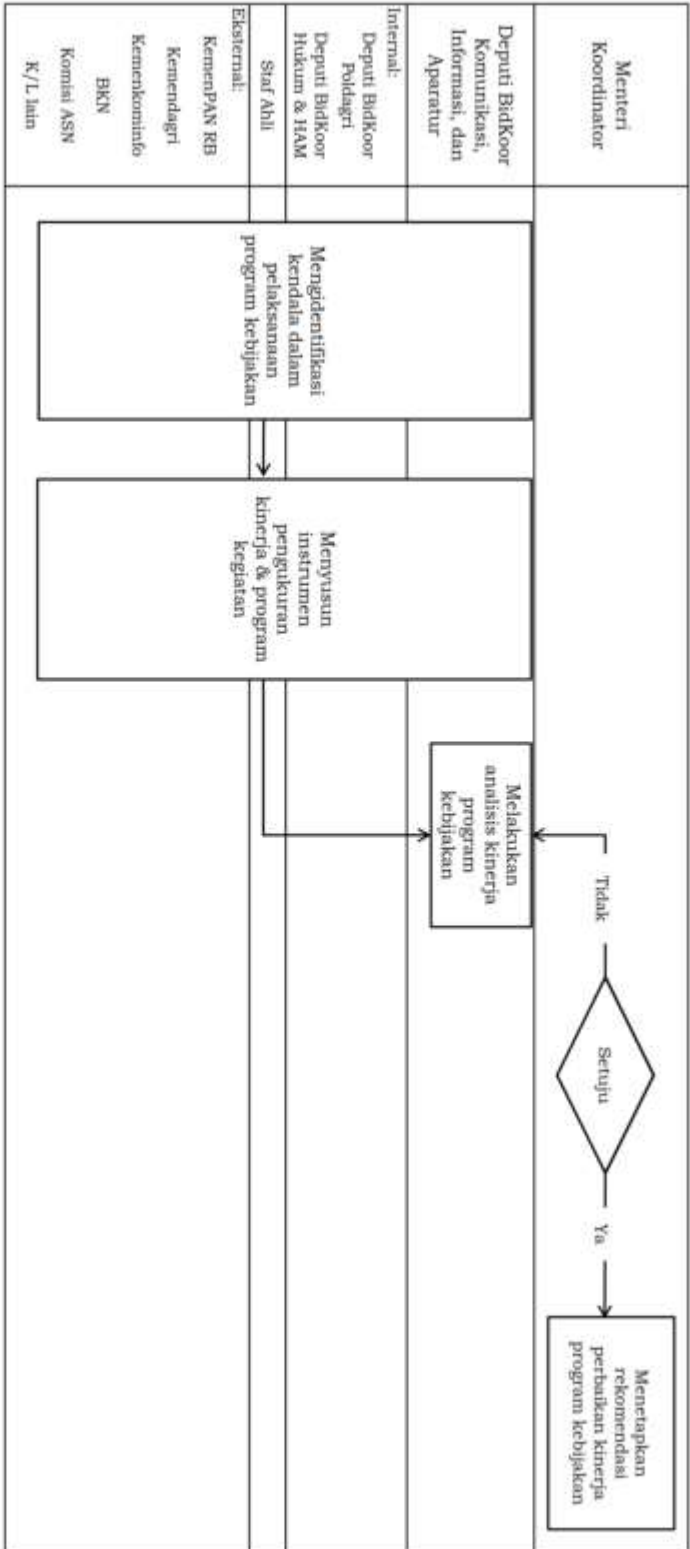 Menteri
Koordinator
Deputi BidKoor
Komunikasi,
Informasi, dan
Aparatur
Internal:
Deputi BidKoor
Poldagri
Deputi BidKoor
Hukum & HAM
Staf Ahli
Eksternal:
KemenPAN RB
Kemendagri
Kemenkominfo
BKN
Komisi ASN
K/L lain
Mengidentifikasi
kendala dalam
pelaksanaan
program kebijakan
Menyusun
instrumen
pengukuran
kinerja & program
kegiatan
Melakukan
analisis kinerja
program
kebijakan
Tidak
Setuju
Ya
Menetapkan
rekomendasi
perbaikan kinerja
program kebijakan